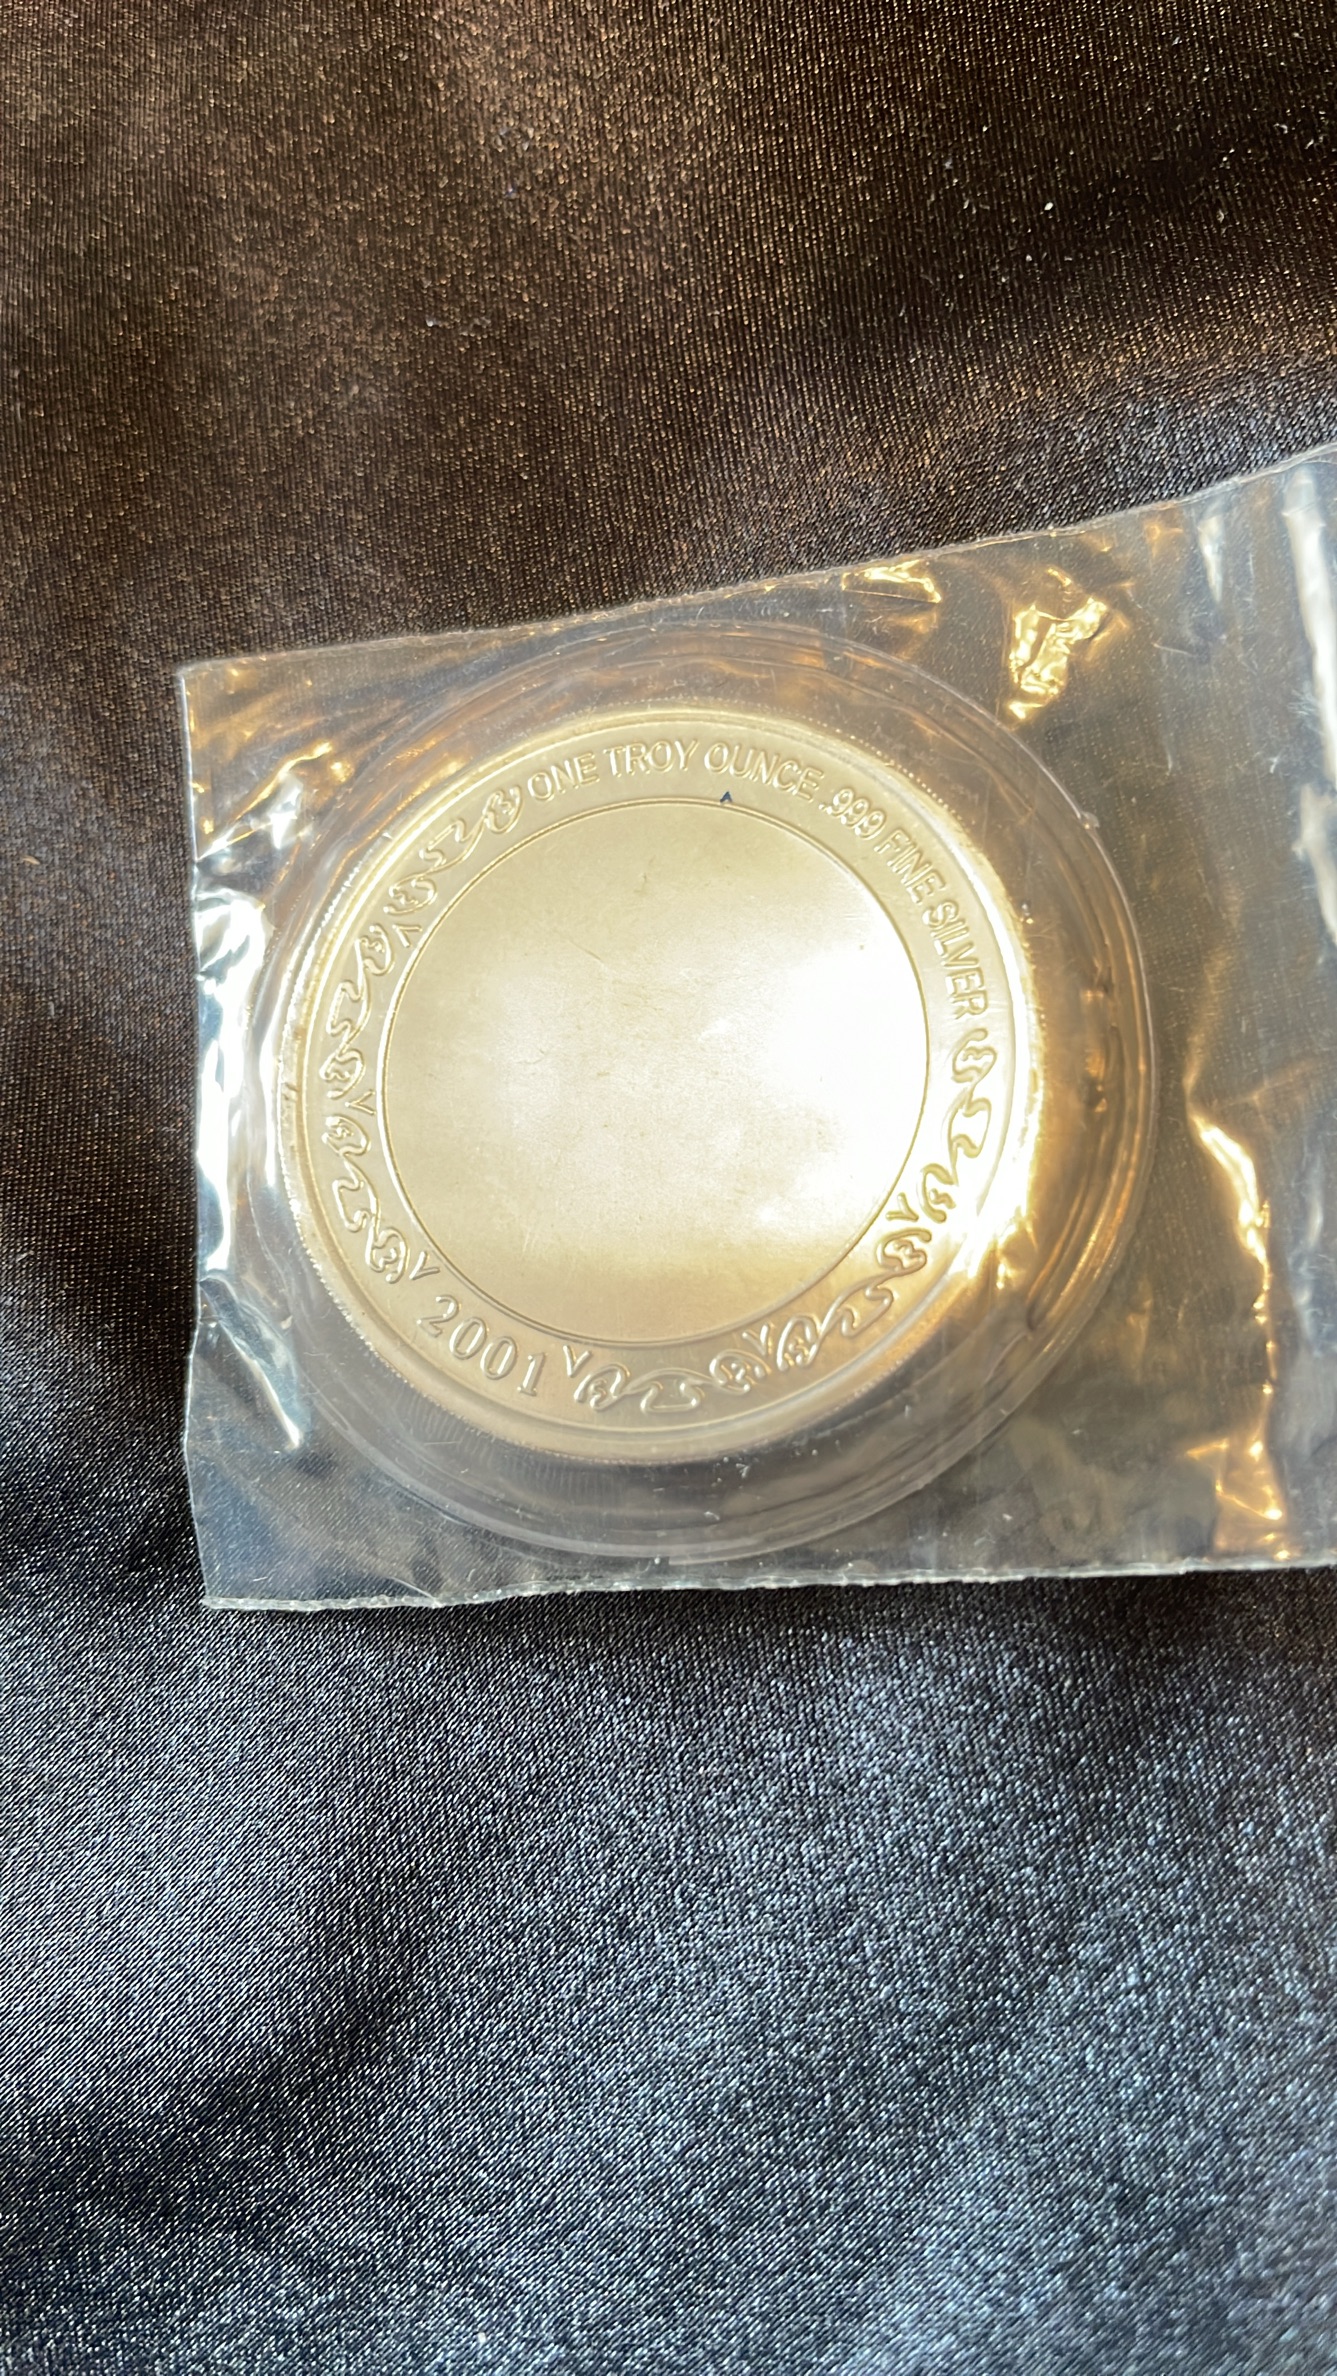 ONE TROY OUNCE .999 FINE SILVER
2001